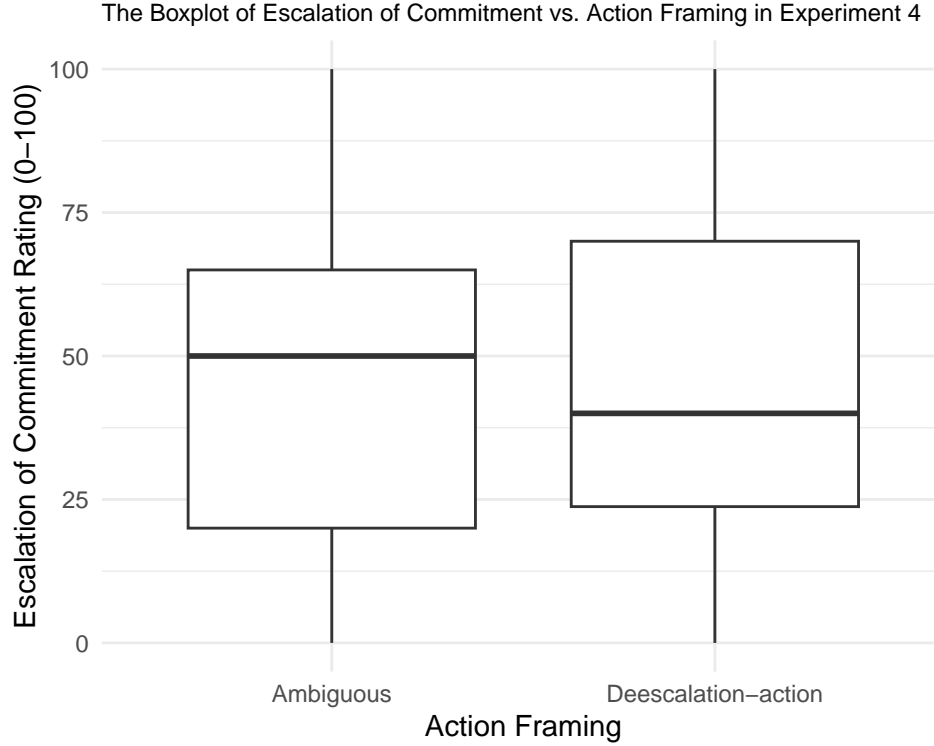 The Boxplot of Escalation of Commitment vs. Action Framing in Experiment 4
Escalation of Commitment Rating (0−100)
100
75
50
25
0
Ambiguous
Deescalation−action
Action Framing